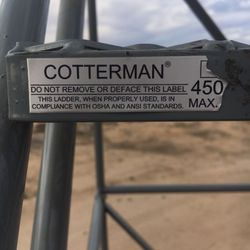 COTTERMAN®
DO NOT REMOVE OR DEFACE THIS LABEL
THIS LADDER, WHEN PROPERLY USED, IS IN
COMPLIANCE WITH OSHA AND ANSI STANDARDS.
450
MAX.